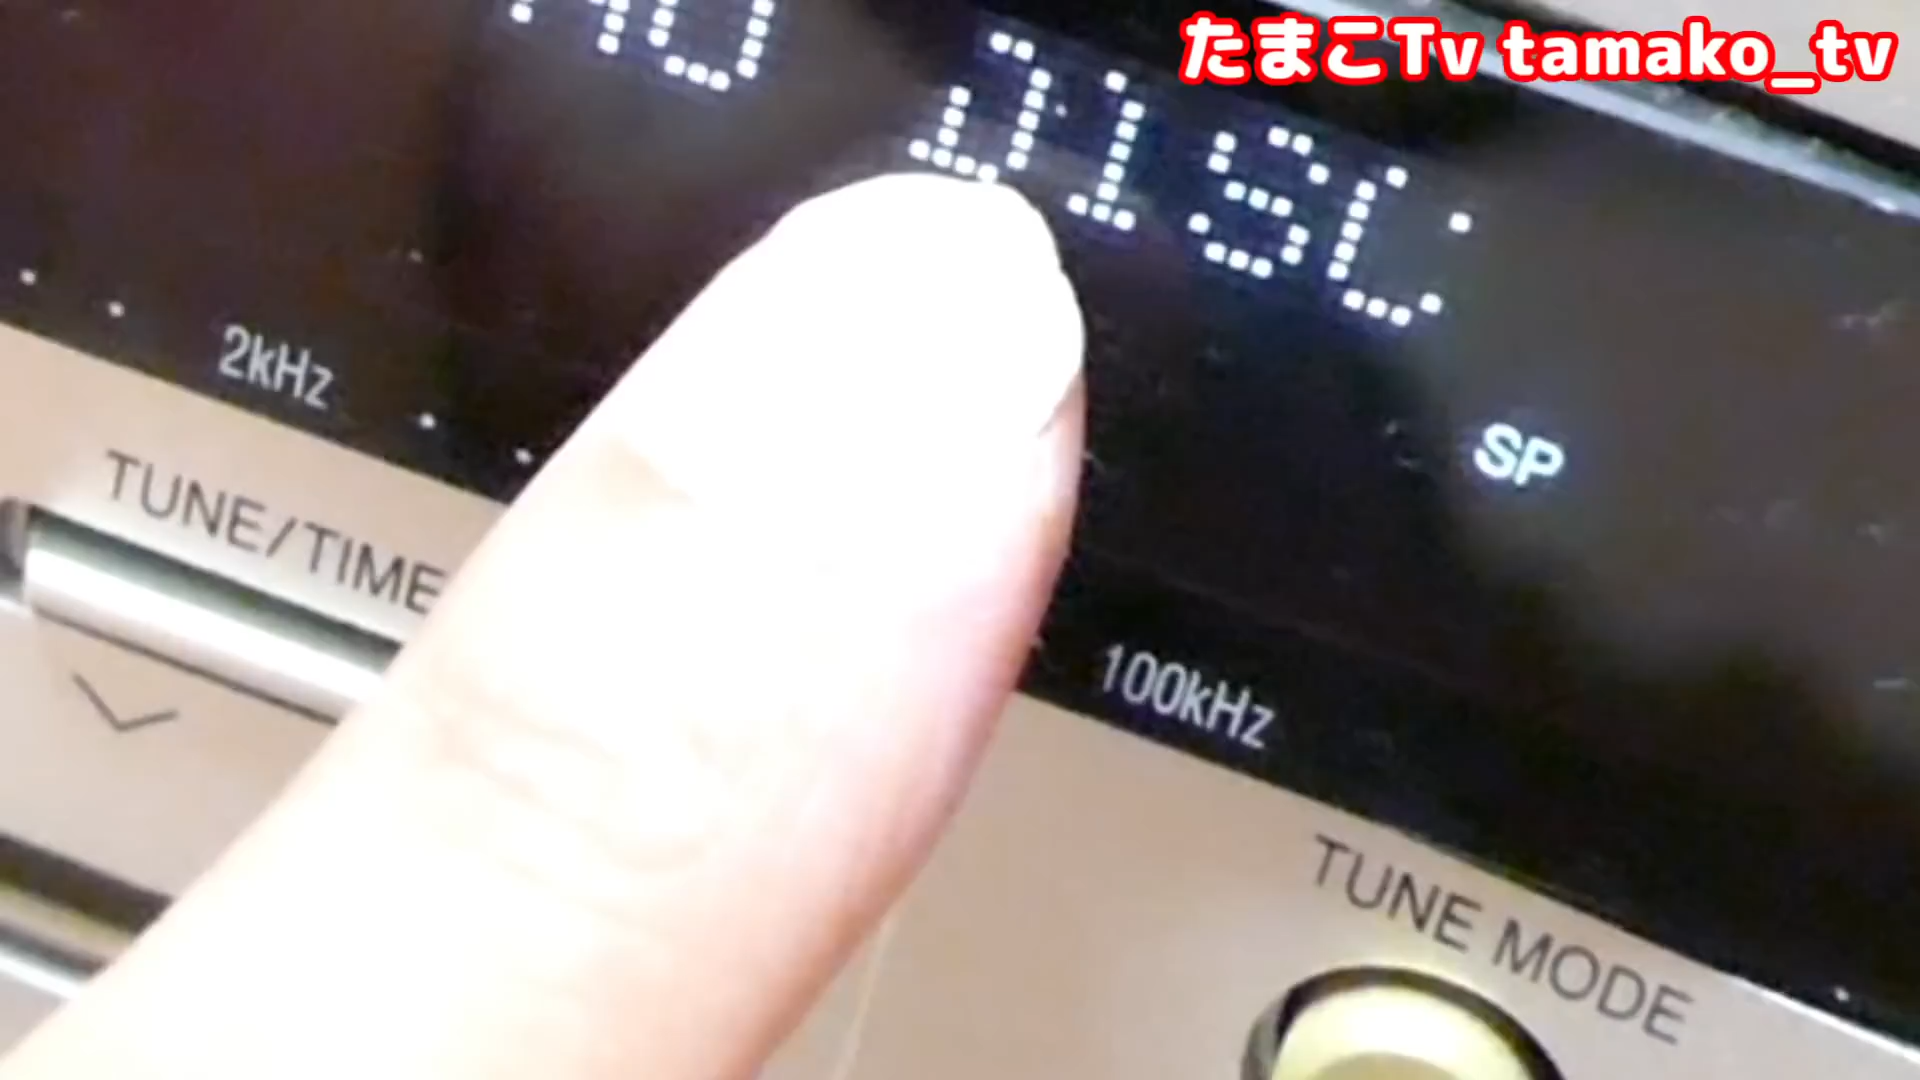 たまこTv tamako_tv
DISC
2kHz
SP
TUNE/TIME
100kHz
TUNE MODE